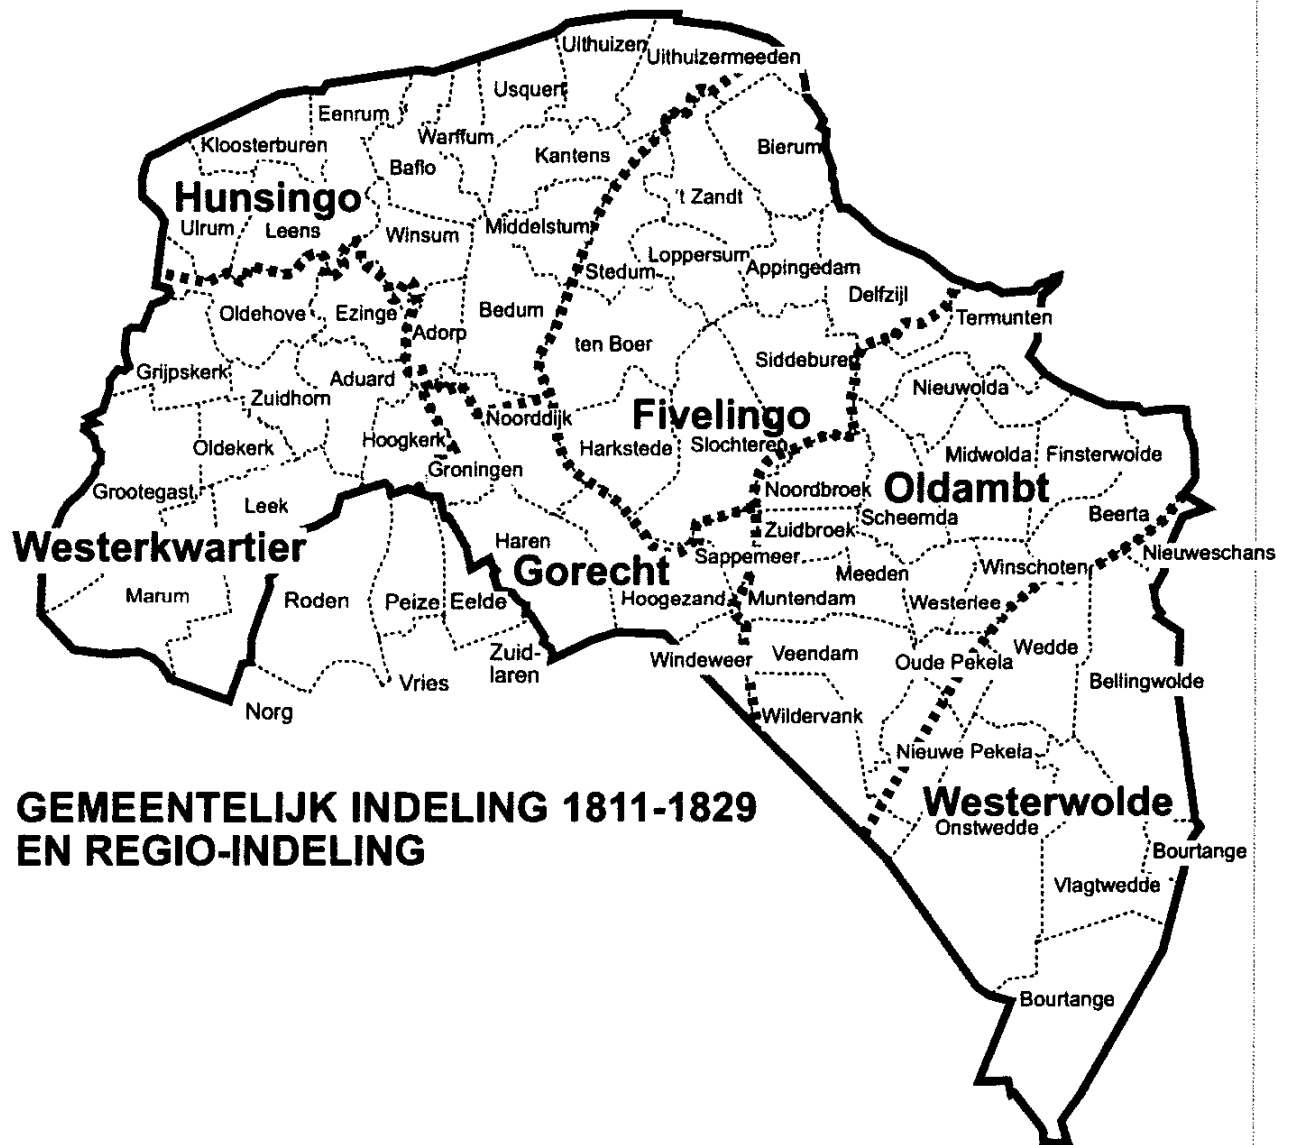 Uithuizen
Uithuizermeeden
Usquert
Eenrum
Warffum
Bierum
Kloosterburen
Kantens
Baflo
't Zandt
Hunsingo
Ulrum
Leens
Winsum
Middelstum
Loppersum
Stedum
Appingedam
Delfzijl
Oldehove
Ezinge
Bedum
Termunten
Adorp
ten Boer
Siddeburen
Grijpskerk
Aduard
Nieuwolda
Zuidhorn
Fivelingo
Noorddijk
Hoogkerk
Slochteren
Oldekerk
Harkstede
Midwolda
Finsterwolde
Groningen
Grootegast
Noordbroek
Oldambt
Leek
Scheemda
Beerta
Zuidbroek
Westerkwartier
Haren
Sappemeer
Nieuweschans
Gorecht
Meeden
Winschoten
Marum
Roden
Peize
Eelde
Hoogezand
Muntendam
Westerlee
Zuid-
laren
Windeweer
Veendam
Oude Pekela
Wedde
Vries
Bellingwolde
Norg
Wildervank
Nieuwe Pekela
GEMEENTELIJK INDELING 1811-1829
EN REGIO-INDELING
Westerwolde
Onstwedde
Bourtange
Vlagtwedde
Bourtange